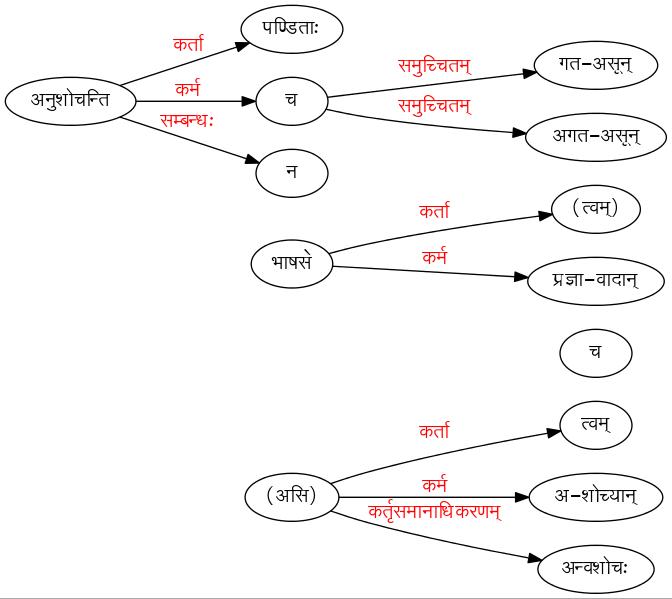 पण्डिताः
कर्ता
अनुशोचन्ति
कर्म
च
समुच्चितम्
गत-असून्
समुच्चितम्
अगत-असून्
सम्बन्धः
न
भाषसे
कर्ता
(त्वम्)
कर्म
प्रज्ञा-वादान्
च
(असि)
कर्ता
त्वम्
कर्म
अ-शोच्यान्
कर्तृसमानाधिकरणम्
अन्वशोचः